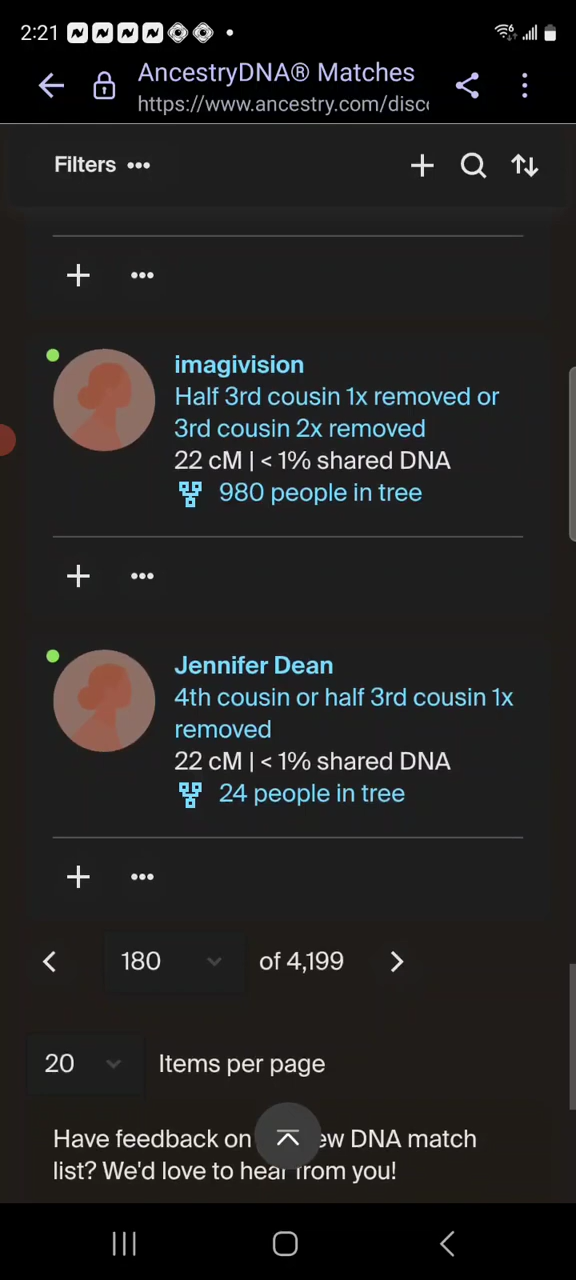 2:21
AncestryDNA® Matches
https://www.ancestry.com/disc
Filters •••
imagivision
Half 3rd cousin 1x removed or
3rd cousin 2x removed
22 cM | < 1% shared DNA
980 people in tree
Jennifer Dean
4th cousin or half 3rd cousin 1x
removed
22 cM | < 1% shared DNA
24 people in tree
180 of 4,199
20 Items per page
Have feedback on ew DNA match
list? We'd love to hear from you!